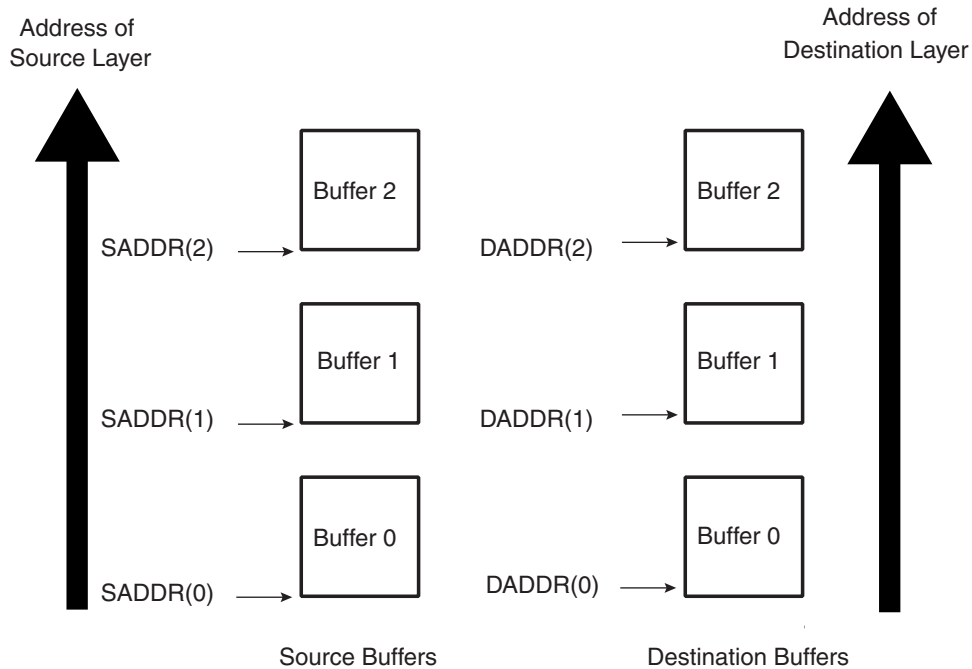 Address of
Source Layer
Address of
Destination Layer
Buffer 2
Buffer 2
SADDR(2)
DADDR(2)
Buffer 1
Buffer 1
SADDR(1)
DADDR(1)
Buffer 0
Buffer 0
SADDR(0)
DADDR(0)
Source Buffers
Destination Buffers